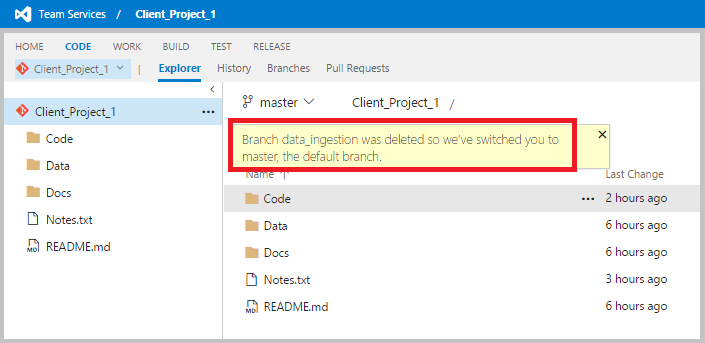 Team Services / Client_Project_1
HOME CODE WORK BUILD TEST RELEASE
Client_Project_1 | Explorer History Branches Pull Requests
Client_Project_1 ...
Code
Data
Docs
Notes.txt
README.md
master Client_Project_1 /
Branch data_ingestion was deleted so we've switched you to
master, the default branch.
Name Last Change
Code ... 2 hours ago
Data 6 hours ago
Docs 6 hours ago
Notes.txt 3 hours ago
MD README.md 6 hours ago